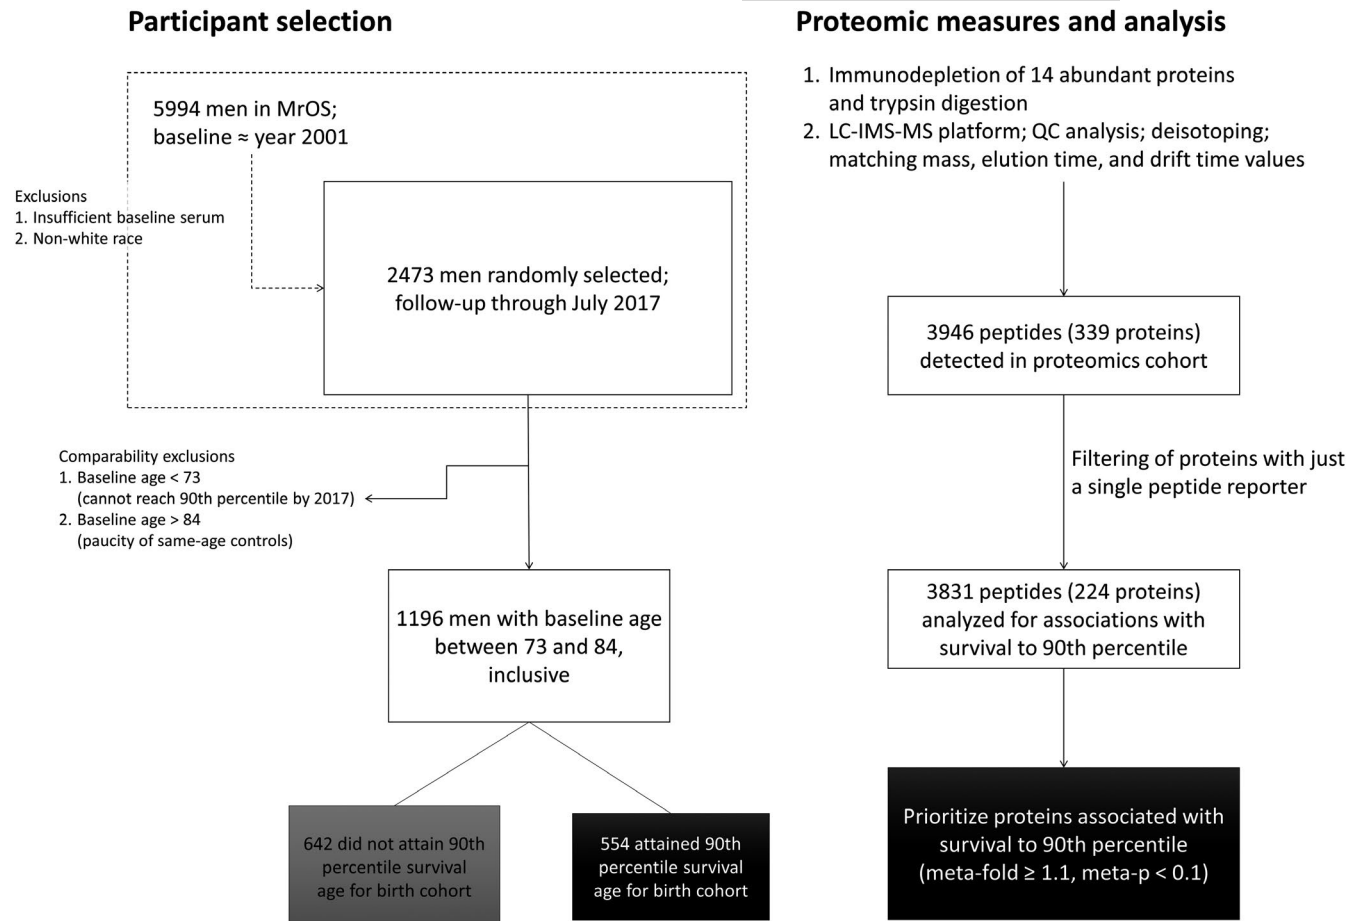 Participant selection
5994 men in MrOS;
baseline ≈ year 2001
Exclusions
1. Insufficient baseline serum
2. Non-white race
2473 men randomly selected;
follow-up through July 2017
Comparability exclusions
1. Baseline age < 73
(cannot reach 90th percentile by 2017)
2. Baseline age > 84
(paucity of same-age controls)
1196 men with baseline age
between 73 and 84,
inclusive
642 did not attain 90th
percentile survival
age for birth cohort
554 attained 90th
percentile survival
age for birth cohort
Proteomic measures and analysis
1. Immunodepletion of 14 abundant proteins
and trypsin digestion
2. LC-IMS-MS platform; QC analysis; deisotoping;
matching mass, elution time, and drift time values
3946 peptides (339 proteins)
detected in proteomics cohort
Filtering of proteins with just
a single peptide reporter
3831 peptides (224 proteins)
analyzed for associations with
survival to 90th percentile
Prioritize proteins associated with
survival to 90th percentile
(meta-fold ≥ 1.1, meta-p < 0.1)